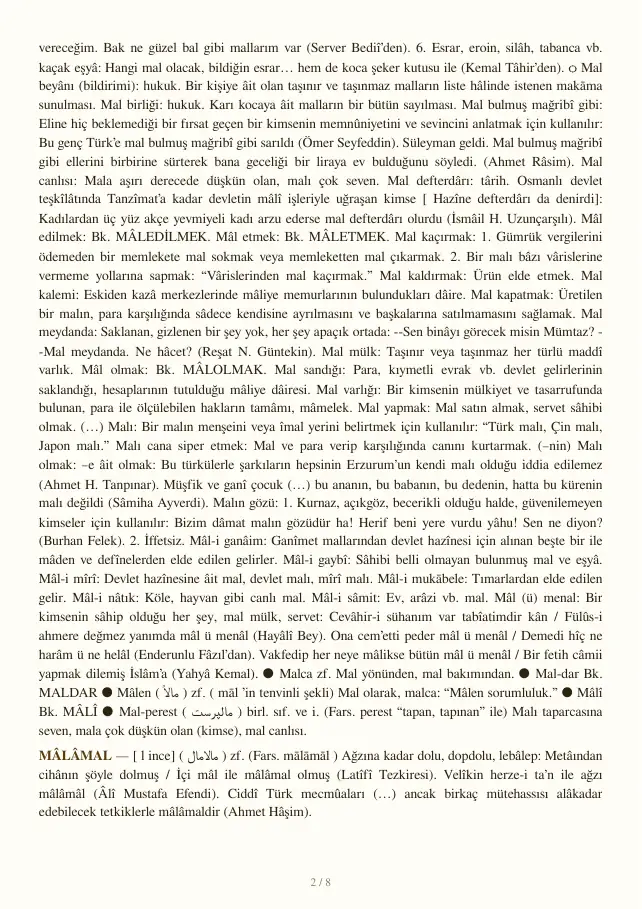 vereceğim. Bak ne güzel bal gibi mallarım var (Server Bediî’den). 6. Esrar, eroin, silâh, tabanca vb.
kaçak eşyâ: Hangi mal olacak, bildiğin esrar… hem de koca şeker kutusu ile (Kemal Tâhir’den). ѻ Mal
beyânı (bildirimi): hukuk. Bir kişiye âit olan taşınır ve taşınmaz malların liste hâlinde istenen makāma
sunulması. Mal birliği: hukuk. Karı kocaya âit malların bir bütün sayılması. Mal bulmuş mağribî gibi:
Eline hiç beklemediği bir fırsat geçen bir kimsenin memnûniyetini ve sevincini anlatmak için kullanılır:
Bu genç Türk’e mal bulmuş mağribî gibi sarıldı (Ömer Seyfeddin). Süleyman geldi. Mal bulmuş mağribî
gibi ellerini birbirine sürterek bana geceliği bir liraya ev bulduğunu söyledi. (Ahmet Râsim). Mal
canlısı: Mala aşırı derecede düşkün olan, malı çok seven. Mal defterdârı: târih. Osmanlı devlet
teşkîlâtında Tanzîmat’a kadar devletin mâlî işleriyle uğraşan kimse [ Hazîne defterdârı da denirdi]:
Kadılardan üç yüz akçe yevmiyeli kadı arzu ederse mal defterdârı olurdu (İsmâil H. Uzunçarşılı). Mâl
edilmek: Bk. MÂLEDİLMEK. Mâl etmek: Bk. MÂLETMEK. Mal kaçırmak: 1. Gümrük vergilerini
ödemeden bir memlekete mal sokmak veya memleketten mal çıkarmak. 2. Bir malı bâzı vârislerine
vermeme yollarına sapmak: “Vârislerinden mal kaçırmak.” Mal kaldırmak: Ürün elde etmek. Mal
kalemi: Eskiden kazâ merkezlerinde mâliye memurlarının bulundukları dâire. Mal kapatmak: Üretilen
bir malın, para karşılığında sâdece kendisine ayrılmasını ve başkalarına satılmamasını sağlamak. Mal
meydanda: Saklanan, gizlenen bir şey yok, her şey apaçık ortada: --Sen binâyı görecek misin Mümtaz? -
-Mal meydanda. Ne hâcet? (Reşat N. Güntekin). Mal mülk: Taşınır veya taşınmaz her türlü maddî
varlık. Mâl olmak: Bk. MÂLOLMAK. Mal sandığı: Para, kıymetli evrak vb. devlet gelirlerinin
saklandığı, hesaplarının tutulduğu mâliye dâiresi. Mal varlığı: Bir kimsenin mülkiyet ve tasarrufunda
bulunan, para ile ölçülebilen hakların tamâmı, mâmelek. Mal yapmak: Mal satın almak, servet sâhibi
olmak. (…) Malı: Bir malın menşeini veya îmal yerini belirtmek için kullanılır: “Türk malı, Çin malı,
Japon malı.” Malı cana siper etmek: Mal ve para verip karşılığında canını kurtarmak. (–nin) Malı
olmak: –e âit olmak: Bu türkülerle şarkıların hepsinin Erzurum’un kendi malı olduğu iddia edilemez
(Ahmet H. Tanpınar). Müşfik ve ganî çocuk (…) bu ananın, bu babanın, bu dedenin, hatta bu kürenin
malı değildi (Sâmiha Ayverdi). Malın gözü: 1. Kurnaz, açıkgöz, becerikli olduğu halde, güvenilemeyen
kimseler için kullanılır: Bizim dâmat malın gözüdür ha! Herif beni yere vurdu yâhu! Sen ne diyon?
(Burhan Felek). 2. İffetsiz. Mâl-i ganâim: Ganîmet mallarından devlet hazînesi için alınan beşte bir ile
mâden ve defînelerden elde edilen gelirler. Mâl-i gaybî: Sâhibi belli olmayan bulunmuş mal ve eşyâ.
Mâl-i mîrî: Devlet hazînesine âit mal, devlet malı, mîrî malı. Mâl-i mukābele: Tımarlardan elde edilen
gelir. Mâl-i nâtık: Köle, hayvan gibi canlı mal. Mâl-i sâmit: Ev, arâzi vb. mal. Mâl (ü) menal: Bir
kimsenin sâhip olduğu her şey, mal mülk, servet: Cevâhir-i sühanım var tabîatimdir kân / Fülûs-i
ahmere değmez yanımda mâl ü menâl (Hayâlî Bey). Ona cem’etti peder mâl ü menâl / Demedi hîç ne
harâm ü ne helâl (Enderunlu Fâzıl’dan). Vakfedip her neye mâlikse bütün mâl ü menâl / Bir fetih câmii
yapmak dilemiş İslâm’a (Yahyâ Kemal). ● Malca zf. Mal yönünden, mal bakımından. ● Mal-dar Bk.
MALDAR ● Mâlen ( مالاً ) zf. ( māl ’in tenvinli şekli) Mal olarak, malca: “Mâlen sorumluluk.” ● Mâlî
Bk. MÂLÎ ● Mal-perest ( مالپرست ) birl. sıf. ve i. (Fars. perest “tapan, tapınan” ile) Malı taparcasına
seven, mala çok düşkün olan (kimse), mal canlısı.
MÂLÂMAL — [ l ince] ( مالامال ) zf. (Fars. mālāmāl ) Ağzına kadar dolu, dopdolu, lebâlep: Metâından
cihânın şöyle dolmuş / İçi mâl ile mâlâmal olmuş (Latîfî Tezkiresi). Velîkin herze-i ta’n ile ağzı
mâlâmâl (Âlî Mustafa Efendi). Ciddî Türk mecmûaları (…) ancak birkaç mütehassısı alâkadar
edebilecek tetkiklerle mâlâmaldir (Ahmet Hâşim).
2 / 8